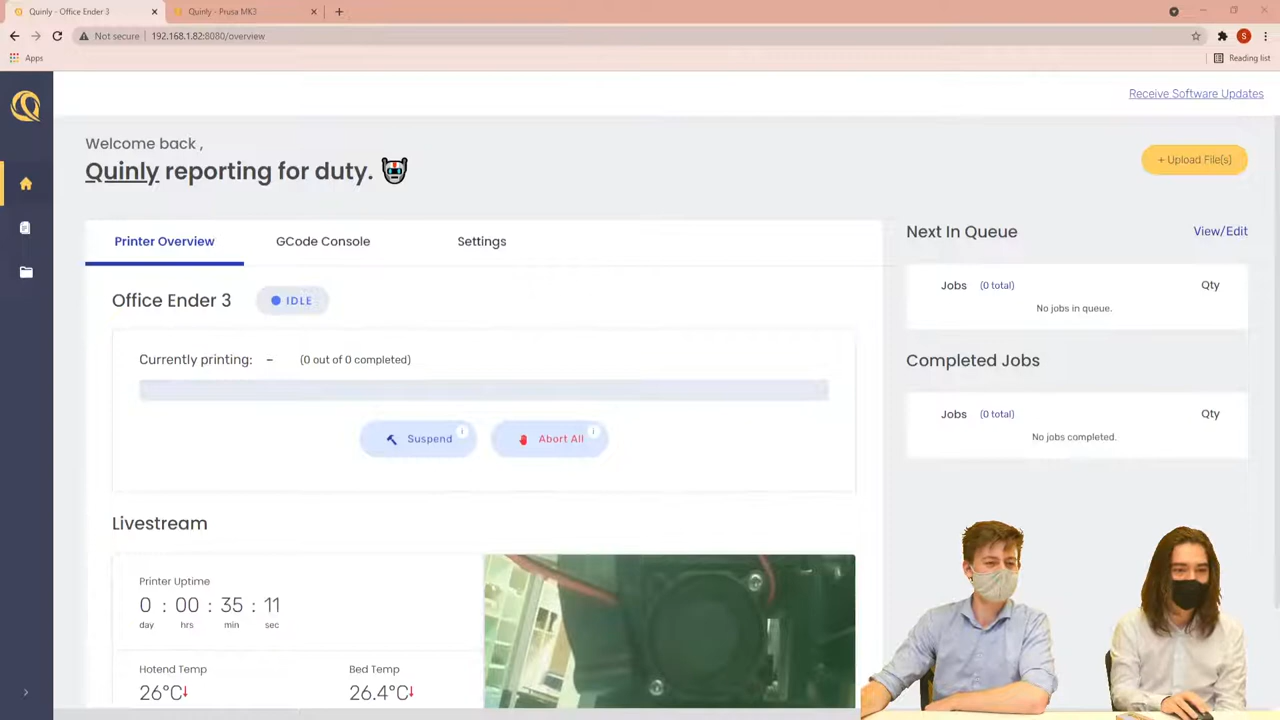 Quinly - Office Ender 3
Quinly - Prusa MK3
Not secure
192.168.1.82:8080/overview
S
Apps
Reading list
Receive Software Updates
Welcome back ,
Quinly reporting for duty.
+ Upload File(s)
Printer Overview
GCode Console
Settings
Next In Queue
View/Edit
Jobs (0 total)
Qty
No jobs in queue.
Office Ender 3
IDLE
Currently printing: - (0 out of 0 completed)
Completed Jobs
Jobs (0 total)
Qty
No jobs completed.
Suspend
i
Abort All
i
Livestream
Printer Uptime
0 : 00 : 35 : 11
day hrs min sec
Hotend Temp
Bed Temp
26°C↓
26.4°C↓